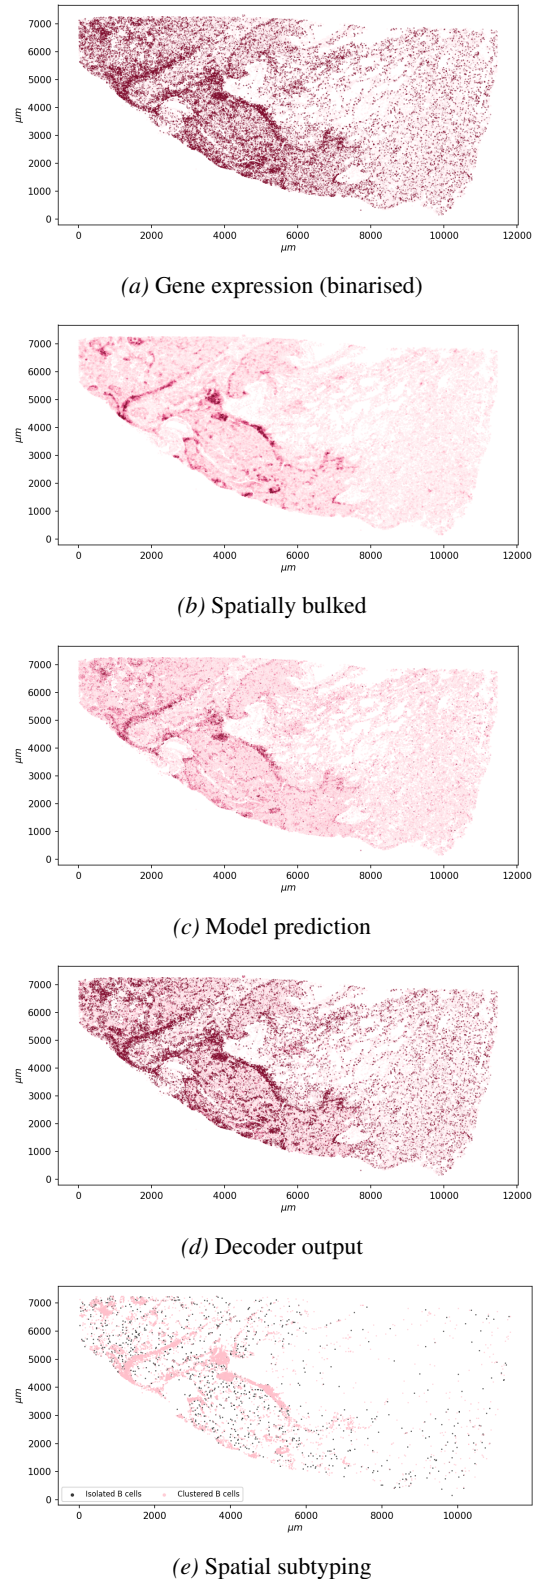 7000
6000
5000
4000
3000
2000
1000
0
μm
0 2000 4000 6000 8000 10000 12000
μm
(a) Gene expression (binarised)
7000
6000
5000
4000
3000
2000
1000
0
μm
0 2000 4000 6000 8000 10000 12000
μm
(b) Spatially bulked
7000
6000
5000
4000
3000
2000
1000
0
μm
0 2000 4000 6000 8000 10000 12000
μm
(c) Model prediction
7000
6000
5000
4000
3000
2000
1000
0
μm
0 2000 4000 6000 8000 10000 12000
μm
(d) Decoder output
7000
6000
5000
4000
3000
2000
1000
0
μm
Isolated B cells Clustered B cells
0 2000 4000 6000 8000 10000
μm
(e) Spatial subtyping